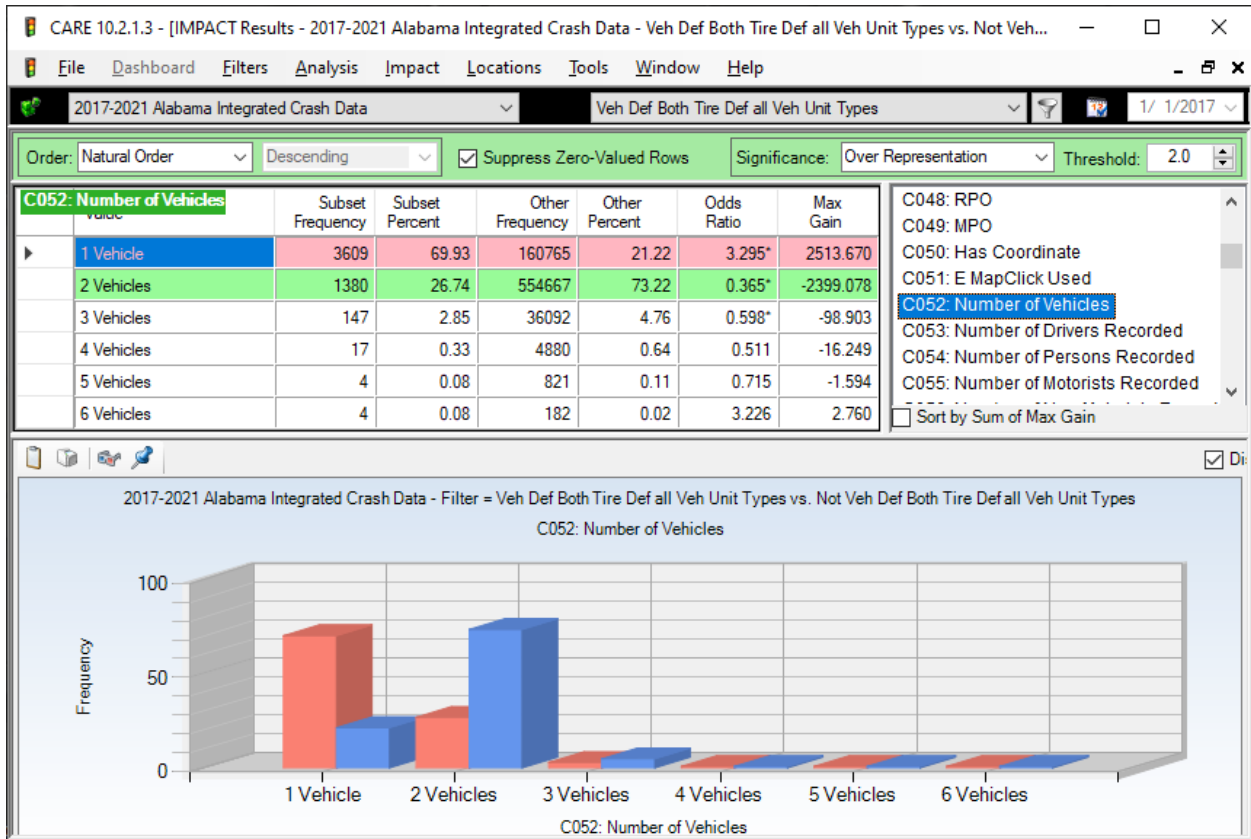 CARE 10.2.1.3 - [IMPACT Results - 2017-2021 Alabama Integrated Crash Data - Veh Def Both Tire Def all Veh Unit Types vs. Not Veh...
File Dashboard Filters Analysis Impact Locations Tools Window Help
2017-2021 Alabama Integrated Crash Data Veh Def Both Tire Def all Veh Unit Types 1/ 1/2017
Order: Natural Order Descending Suppress Zero-Valued Rows Significance: Over Representation Threshold: 2.0
C052: Number of Vehicles Subset Frequency Subset Percent Other Frequency Other Percent Odds Ratio Max Gain
1 Vehicle 3609 69.93 160765 21.22 3.295* 2513.670
2 Vehicles 1380 26.74 554667 73.22 0.365* -2399.078
3 Vehicles 147 2.85 36092 4.76 0.598* -98.903
4 Vehicles 17 0.33 4880 0.64 0.511 -16.249
5 Vehicles 4 0.08 821 0.11 0.715 -1.594
6 Vehicles 4 0.08 182 0.02 3.226 2.760
C048: RPO
C049: MPO
C050: Has Coordinate
C051: E MapClick Used
C052: Number of Vehicles
C053: Number of Drivers Recorded
C054: Number of Persons Recorded
C055: Number of Motorists Recorded
Sort by Sum of Max Gain
Di
2017-2021 Alabama Integrated Crash Data - Filter = Veh Def Both Tire Def all Veh Unit Types vs. Not Veh Def Both Tire Def all Veh Unit Types
C052: Number of Vehicles
100
50
0
Frequency
1 Vehicle 2 Vehicles 3 Vehicles 4 Vehicles 5 Vehicles 6 Vehicles
C052: Number of Vehicles